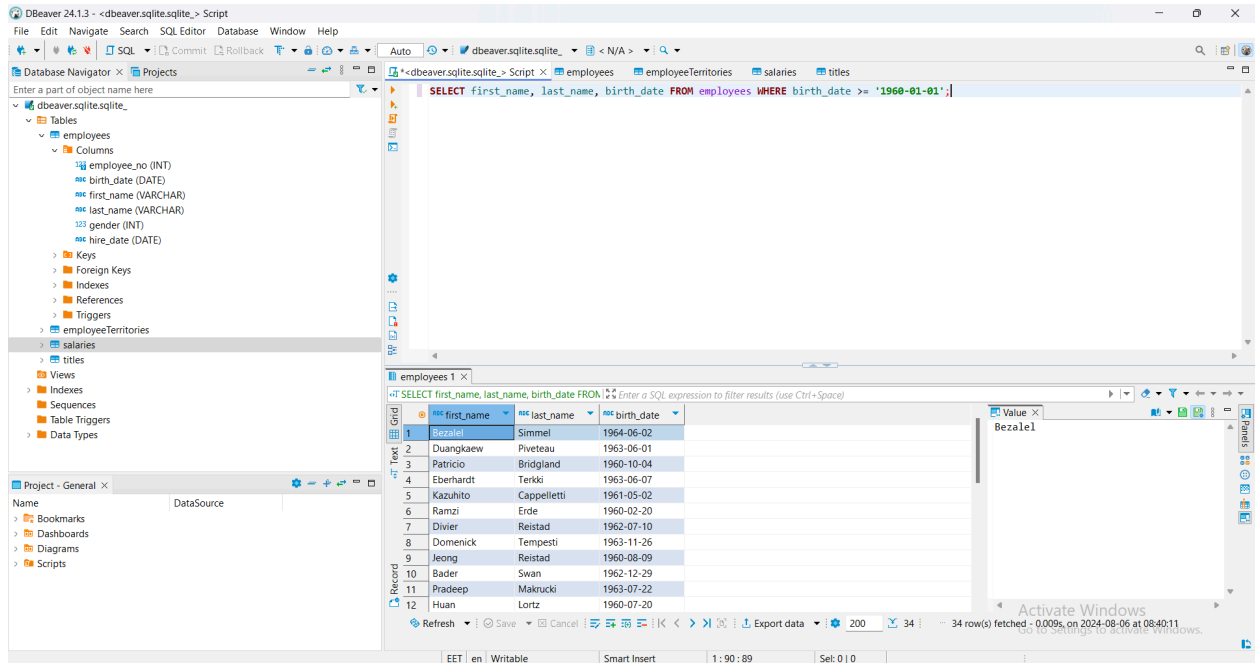 DBeaver 24.1.3 - <dbeaver.sqlite.sqlite_> Script
File Edit Navigate Search SQL Editor Database Window Help
SQL Commit Rollback Auto dbeaver.sqlite.sqlite_ < N/A >
Database Navigator Projects
Enter a part of object name here
dbeaver.sqlite.sqlite_
Tables
employees
Columns
123 employee_no (INT)
ABC birth_date (DATE)
ABC first_name (VARCHAR)
ABC last_name (VARCHAR)
123 gender (INT)
ABC hire_date (DATE)
Keys
Foreign Keys
Indexes
References
Triggers
employeeTerritories
salaries
titles
Views
Indexes
Sequences
Table Triggers
Data Types
Project - General
Name DataSource
Bookmarks
Dashboards
Diagrams
Scripts
*<dbeaver.sqlite.sqlite_> Script employees employeeTerritories salaries titles
SELECT first_name, last_name, birth_date FROM employees WHERE birth_date >= '1960-01-01';
employees 1
SELECT first_name, last_name, birth_date FROM Enter a SQL expression to filter results (use Ctrl+Space)
Grid
Text
Record
ABC first_name ABC last_name ABC birth_date
1 Bezalel Simmel 1964-06-02
2 Duangkaew Piveteau 1963-06-01
3 Patricio Bridgland 1960-10-04
4 Eberhardt Terkki 1963-06-07
5 Kazuhito Cappelletti 1961-05-02
6 Ramzi Erde 1960-02-20
7 Divier Reistad 1962-07-10
8 Domenick Tempesti 1963-11-26
9 Jeong Reistad 1960-08-09
10 Bader Swan 1962-12-29
11 Pradeep Makrucki 1963-07-22
12 Huan Lortz 1960-07-20
Value
Bezalel
Panels
Refresh Save Cancel Export data 200 34 34 row(s) fetched - 0.009s, on 2024-08-06 at 08:40:11
Activate Windows
Go to Settings to activate Windows.
EET en Writable Smart Insert 1 : 90 : 89 Sel: 0 | 0